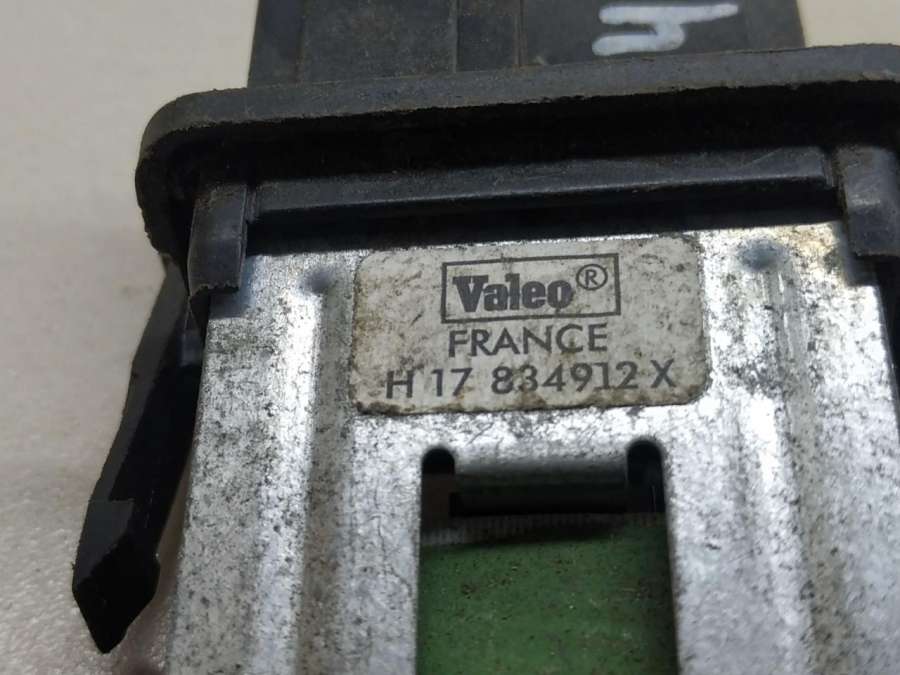 h
Valeo®
FRANCE
H 17 834912 X